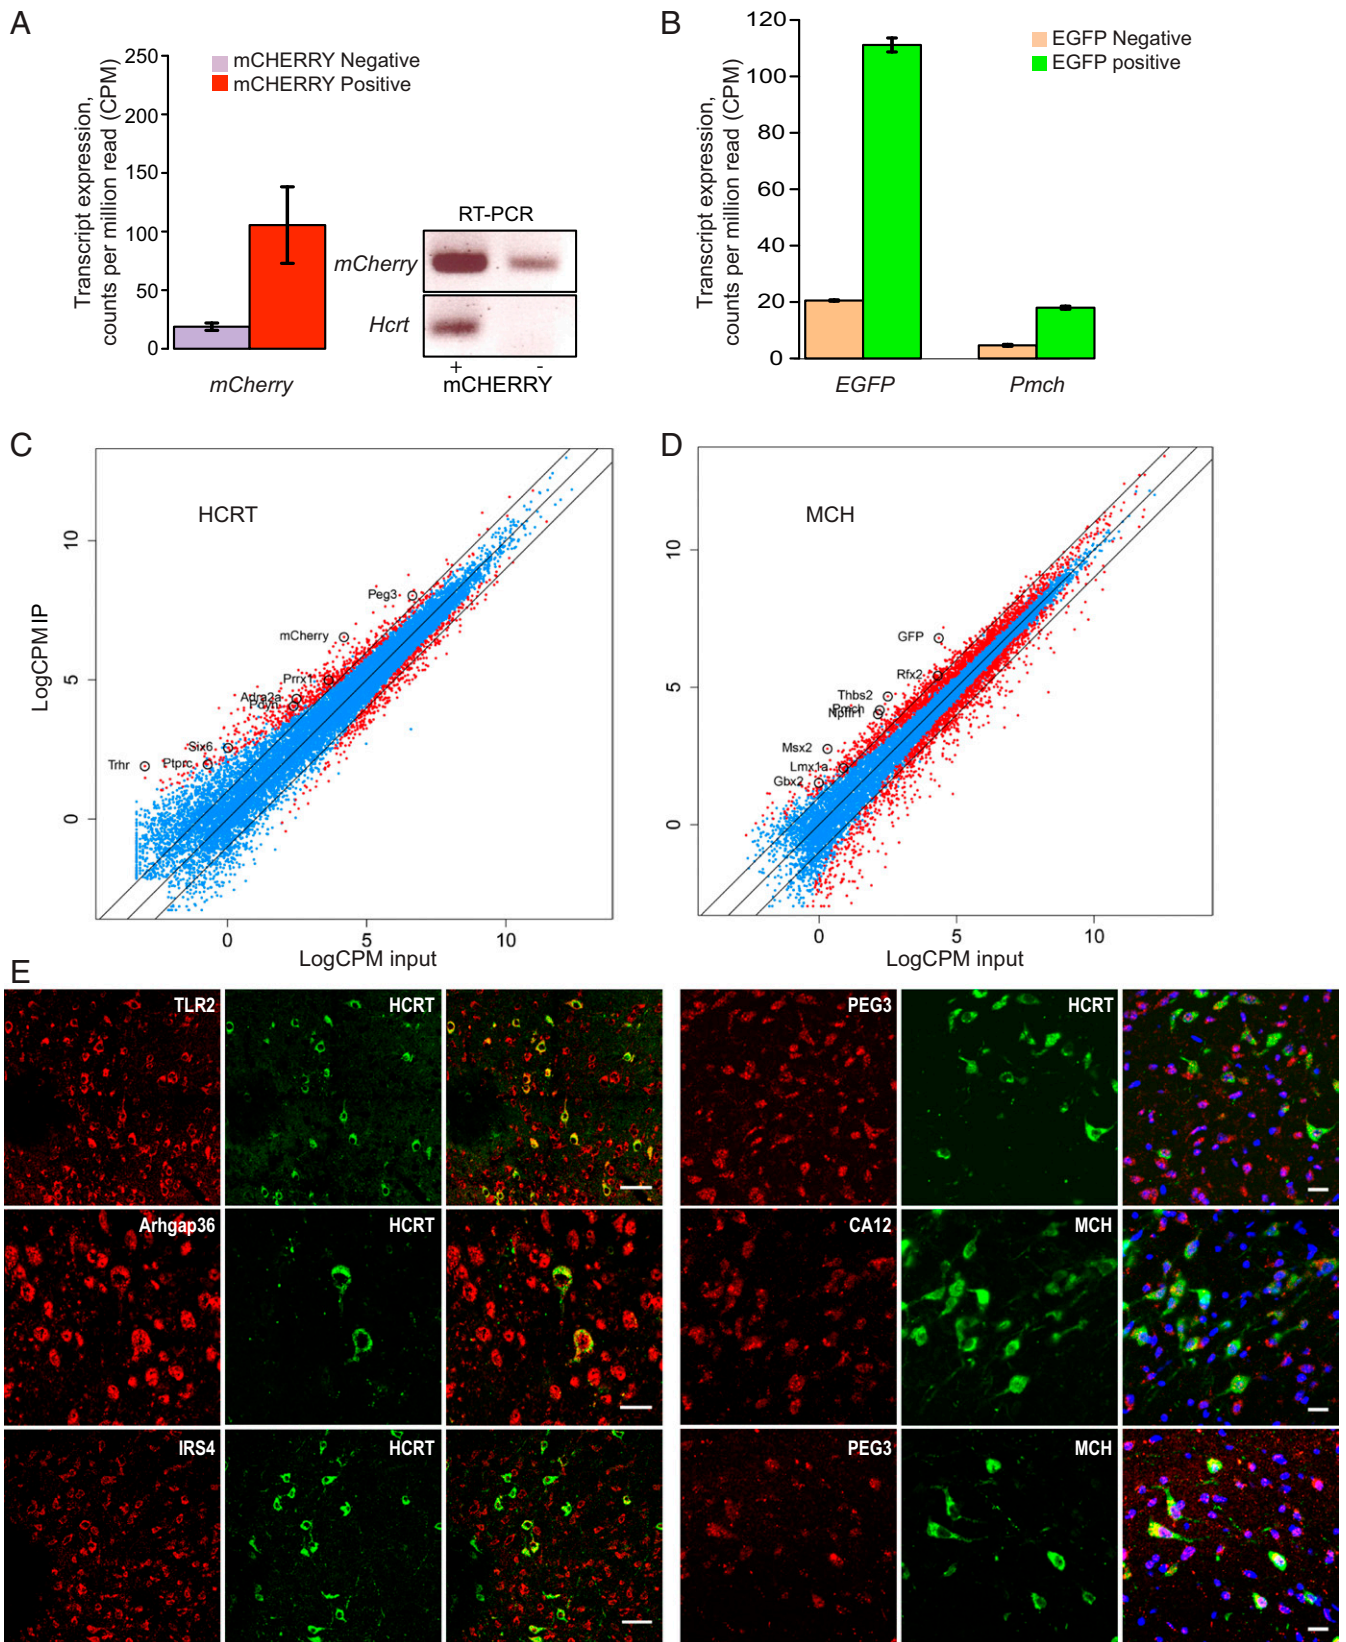 A
mCHERRY Negative
mCHERRY Positive
Transcript expression,
counts per million read (CPM)
250
200
150
100
50
0
mCherry
RT-PCR
mCherry
Hcrt
+ -
mCHERRY
B
EGFP Negative
EGFP positive
Transcript expression,
counts per million read (CPM)
120
100
80
60
40
20
0
EGFP Pmch
C
HCRT
LogCPM IP
10
5
0
Peg3
mCherry
Prrx1
Adra2a
Pdyn
Six6
Ptprc
Trhr
0 5 10
LogCPM input
D
MCH
10
5
0
GFP
Rfx2
Thbs2
Pmch
Npffr1
Msx2
Lmx1a
Gbx2
0 5 10
LogCPM input
E
TLR2 HCRT
PEG3 HCRT
Arhgap36 HCRT
CA12 MCH
IRS4 HCRT
PEG3 MCH